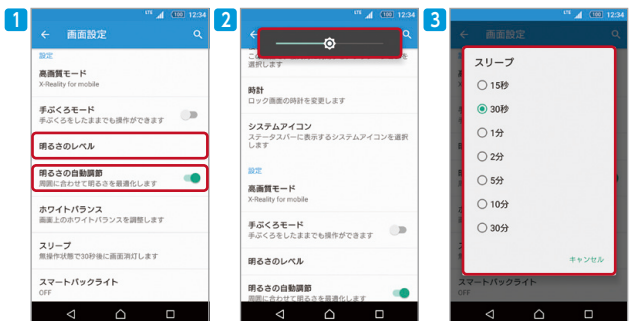 1
LTE 100 12:34
画面設定
設定
高画質モード
X-Reality for mobile
手ぶくろモード
手ぶくろをしたままでも操作ができます
明るさのレベル
明るさの自動調節
周囲に合わせて明るさを最適化します
ホワイトバランス
画面上のホワイトバランスを調整します
スリープ
無操作状態で30秒後に画面消灯します
スマートバックライト
OFF
2
LTE 100 12:34
選択します
時計
ロック画面の時計を変更します
システムアイコン
ステータスバーに表示するシステムアイコンを選択
します
設定
高画質モード
X-Reality for mobile
手ぶくろモード
手ぶくろをしたままでも操作ができます
明るさのレベル
明るさの自動調節
周囲に合わせて明るさを最適化します
3
LTE 100 12:34
画面設定
スリープ
15秒
30秒
1分
2分
5分
10分
30分
キャンセル
スマートバックライト
OFF